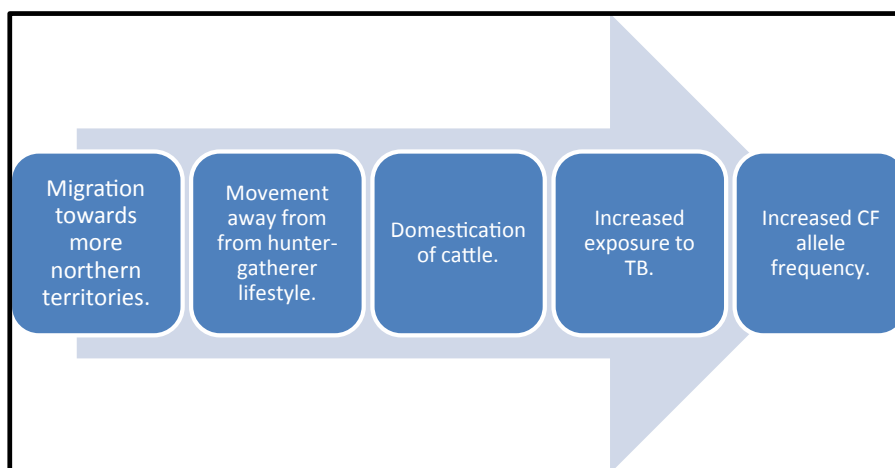 Migration
towards
more
northern
territories.
Movement
away from
from hunter-
gatherer
lifestyle.
Domestication
of cattle.
Increased
exposure to
TB.
Increased CF
allele
frequency.